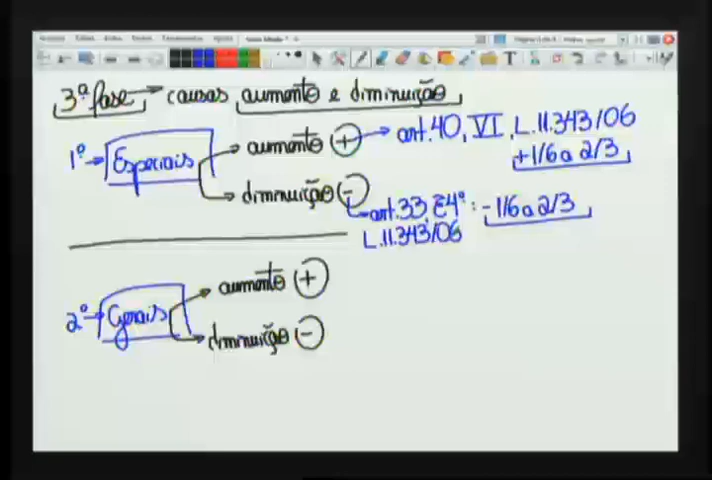 3ª fase → causas aumento e diminuição
1º → Especiais → aumento (+) → art. 40, VI, L. 11.343/06
+1/6 a 2/3
→ diminuição (-) → art. 33, §4º: -1/6 a 2/3
L. 11.343/06
2º → Gerais → aumento (+)
→ diminuição (-)